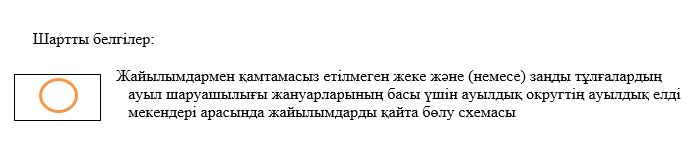 Шартты белгілер:
Жайылымдармен қамтамасыз етілмеген жеке және (немесе) заңды тұлғалардың
ауыл шаруашылығы жануарларының басы үшін ауылдық округтің ауылдық елді
мекендері арасында жайылымдарды қайта бөлу схемасы